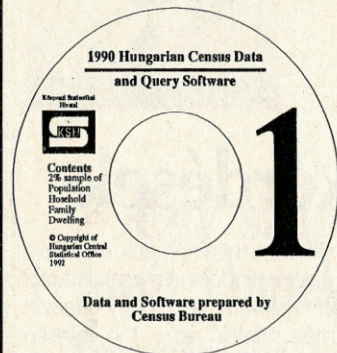 1990 Hungarian Census Data
and Query Software
Központi Statisztikai
Hivatal
KSH
Contents
2% sample of
Population
Hosehold
Family
Dwelling
© Copyright of
Hungarian Central
Statistical Office
1992
1
Data and Software prepared by
Census Bureau